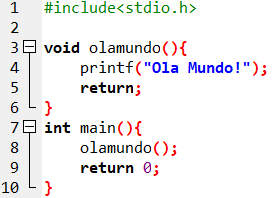 1 #include<stdio.h>
2
3 void olamundo(){
4     printf("Ola Mundo!");
5     return;
6 }
7 int main(){
8     olamundo();
9     return 0;
10 }